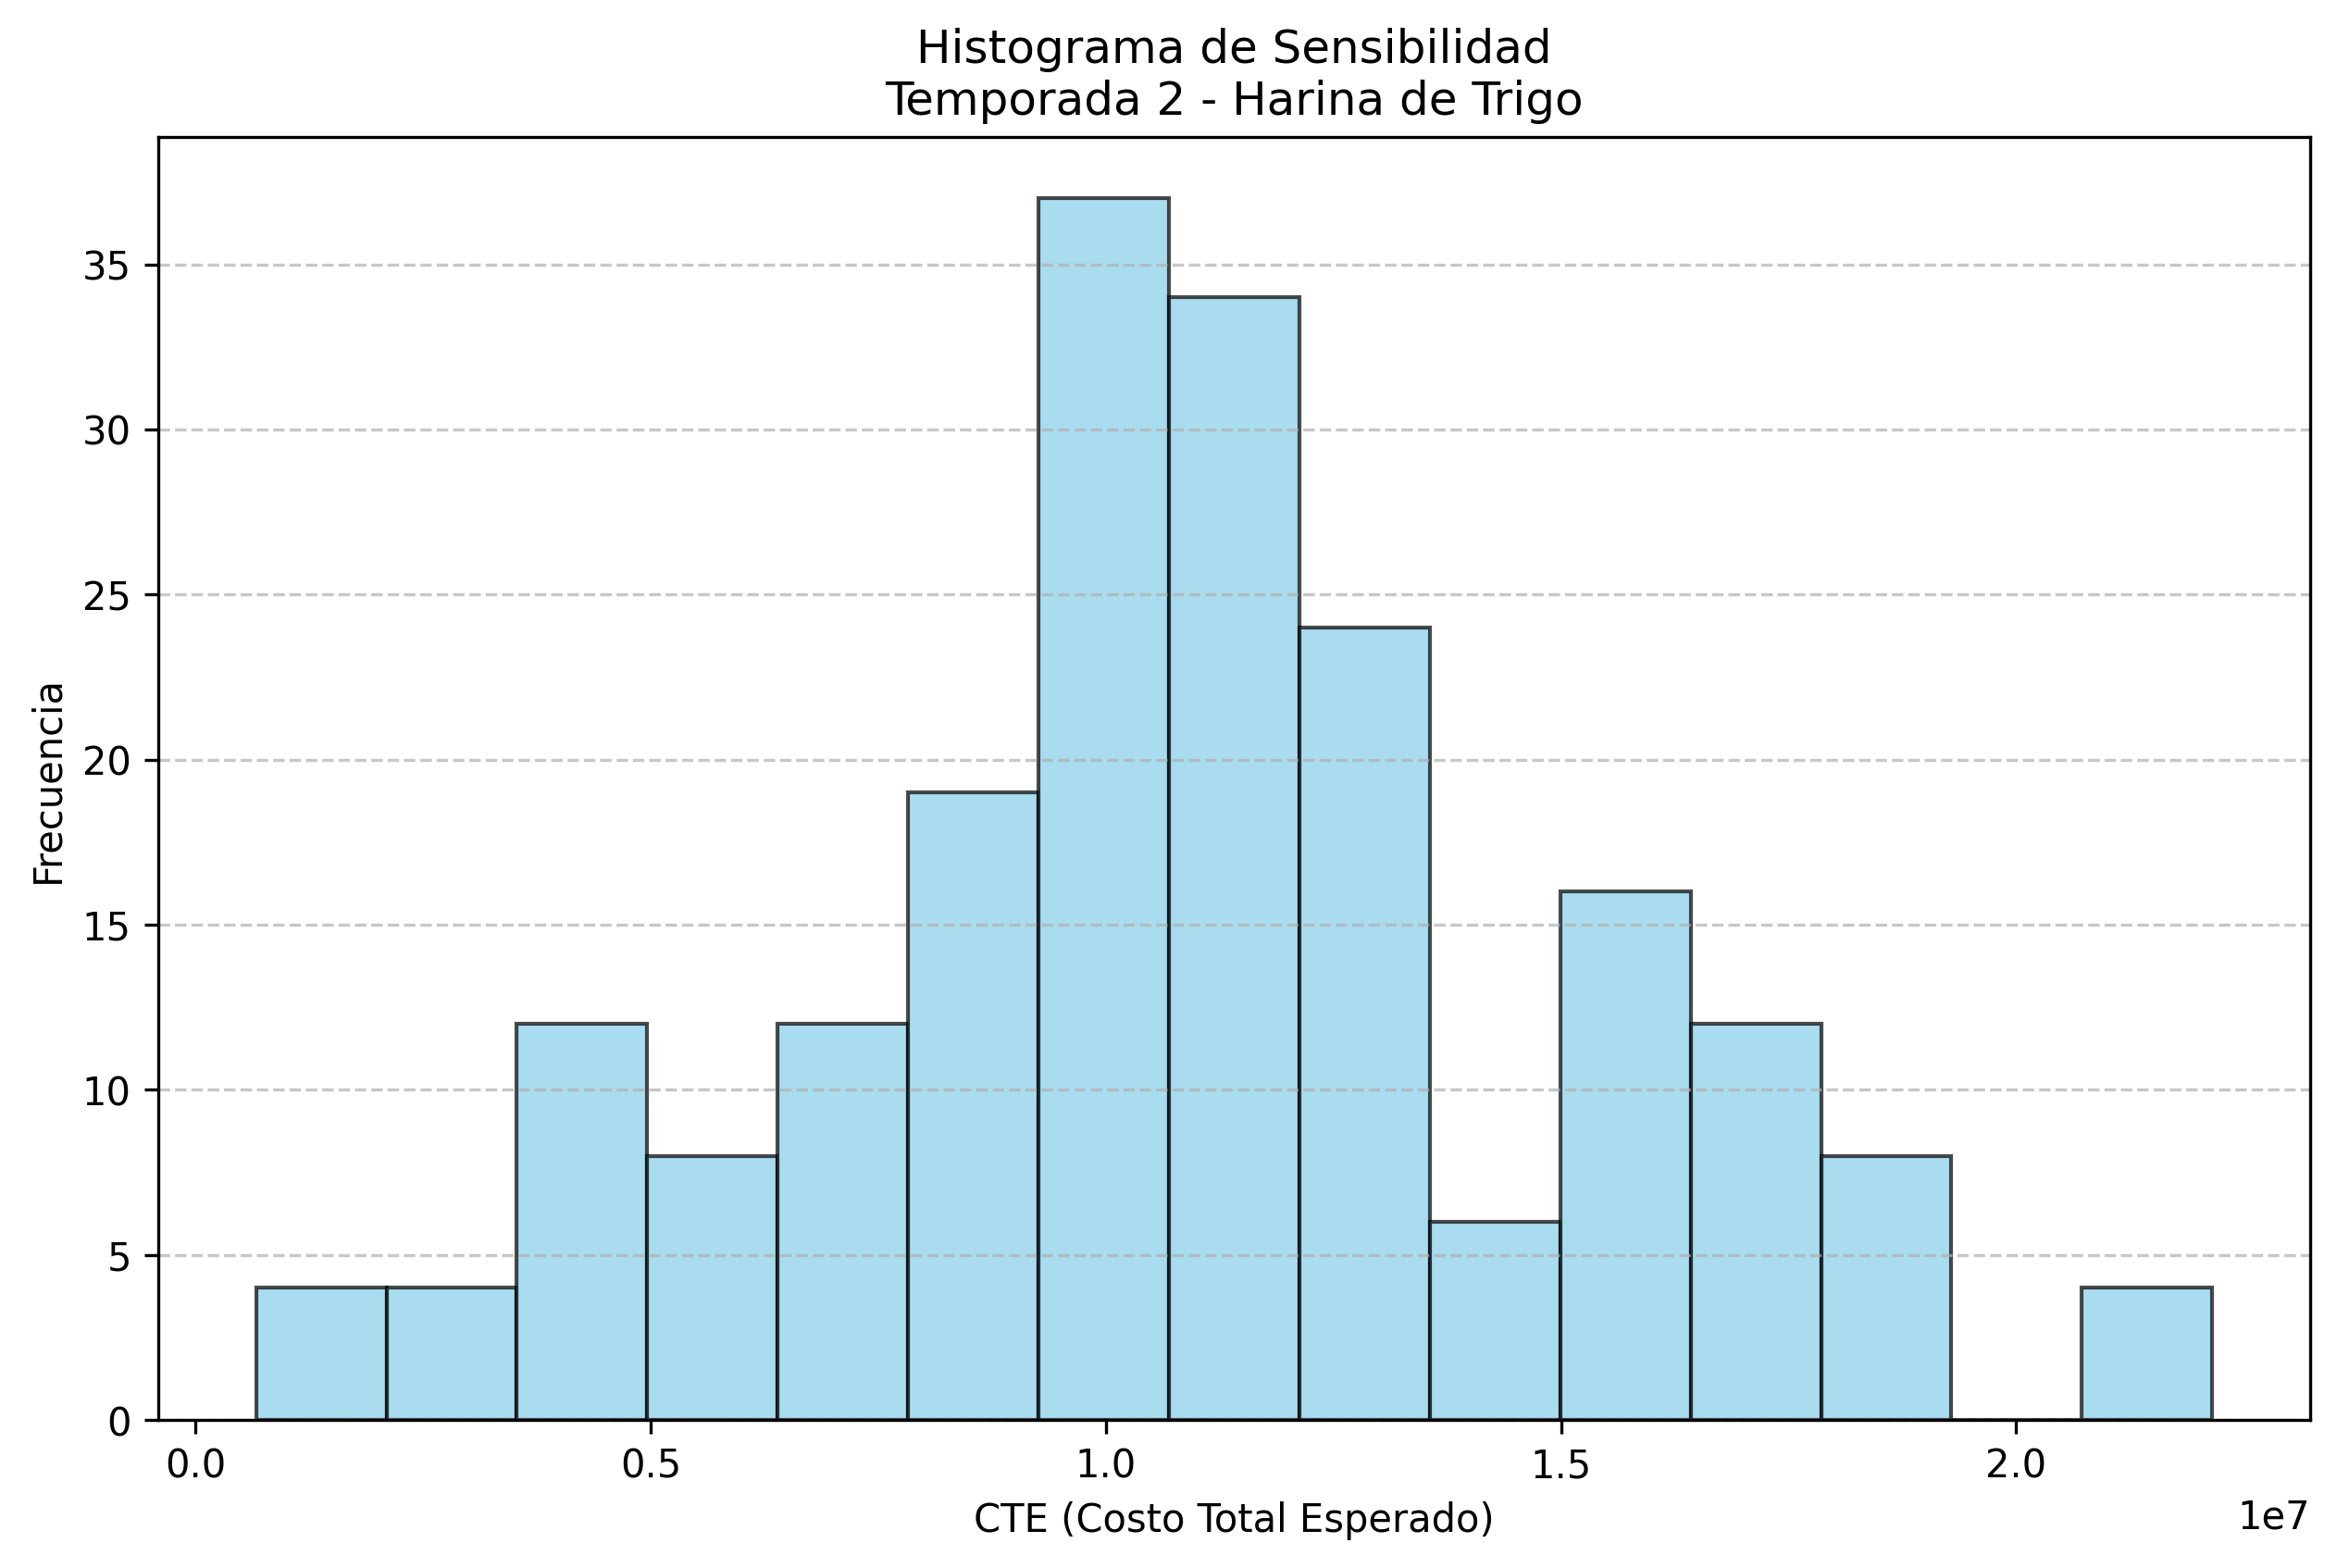 Histograma de Sensibilidad
Temporada 2 - Harina de Trigo
Frecuencia
35
30
25
20
15
10
5
0
0.0
0.5
1.0
1.5
2.0
1e7
CTE (Costo Total Esperado)